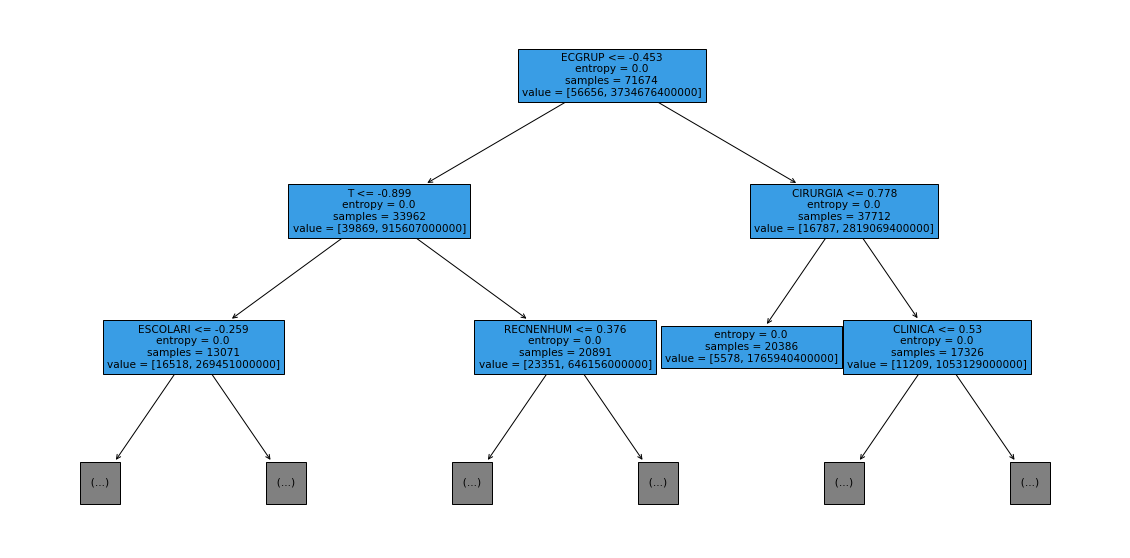 ECGRUP <= -0.453
entropy = 0.0
samples = 71674
value = [56656, 3734676400000]
T <= -0.899
entropy = 0.0
samples = 33962
value = [39869, 915607000000]
CIRURGIA <= 0.778
entropy = 0.0
samples = 37712
value = [16787, 2819069400000]
ESCOLARI <= -0.259
entropy = 0.0
samples = 13071
value = [16518, 269451000000]
RECNENHUM <= 0.376
entropy = 0.0
samples = 20891
value = [23351, 646156000000]
entropy = 0.0
samples = 20386
value = [5578, 1765940400000]
CLINICA <= 0.53
entropy = 0.0
samples = 17326
value = [11209, 1053129000000]
(...)
(...)
(...)
(...)
(...)
(...)